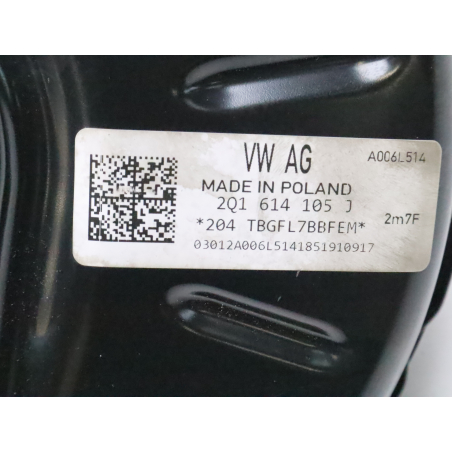 VW AG
A006L514
MADE IN POLAND
2Q1 614 105 J
2m7F
*204 TBGFL7BBFEM*
03012A006L5141851910917